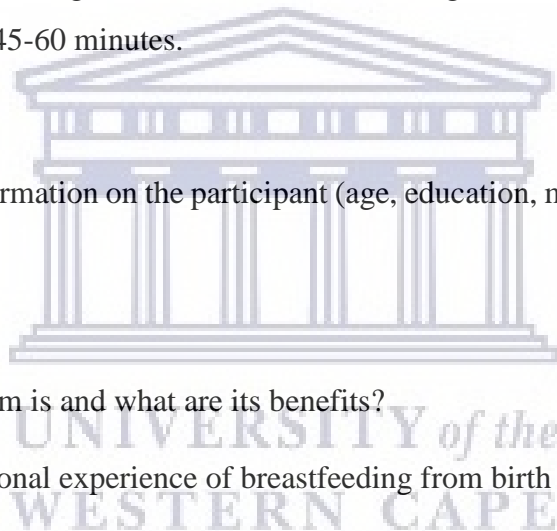 45-60 minutes.
ormation on the participant (age, education, m
m is and what are its benefits?
UNIVERSITY of the
onal experience of breastfeeding from birth
WESTERN CAPE